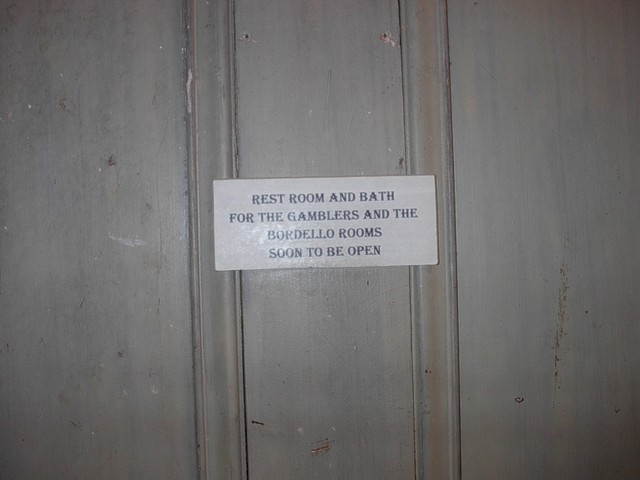 REST ROOM AND BATH
FOR THE GAMBLERS AND THE
BORDELLO ROOMS
SOON TO BE OPEN